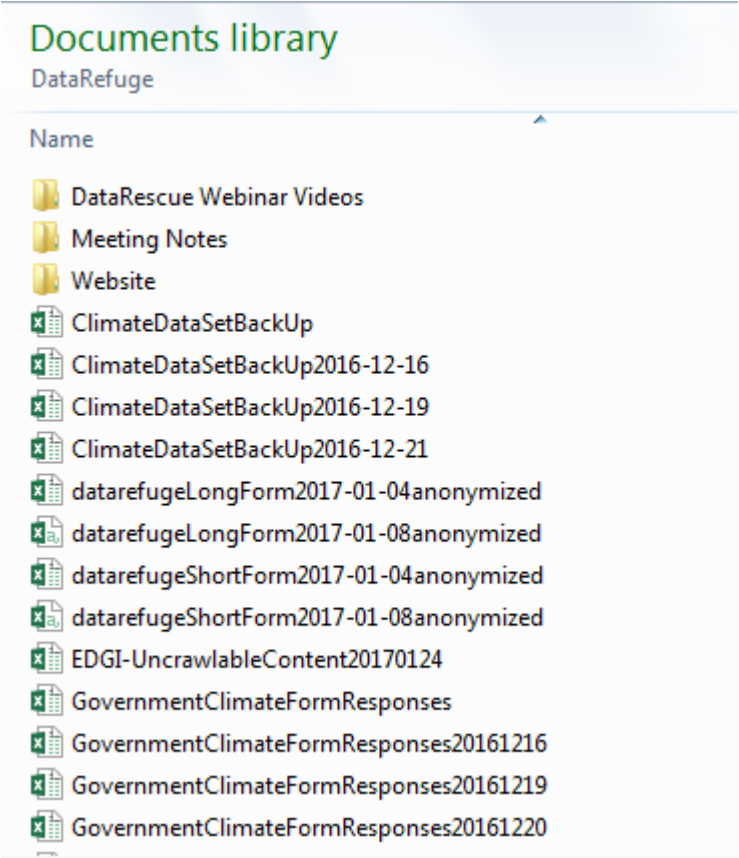 Documents library
DataRefuge
Name
DataRescue Webinar Videos
Meeting Notes
Website
ClimateDataSetBackUp
ClimateDataSetBackUp2016-12-16
ClimateDataSetBackUp2016-12-19
ClimateDataSetBackUp2016-12-21
datarefugeLongForm2017-01-04anonymized
datarefugeLongForm2017-01-08anonymized
datarefugeShortForm2017-01-04anonymized
datarefugeShortForm2017-01-08anonymized
EDGI-UncrawlableContent20170124
GovernmentClimateFormResponses
GovernmentClimateFormResponses20161216
GovernmentClimateFormResponses20161219
GovernmentClimateFormResponses20161220